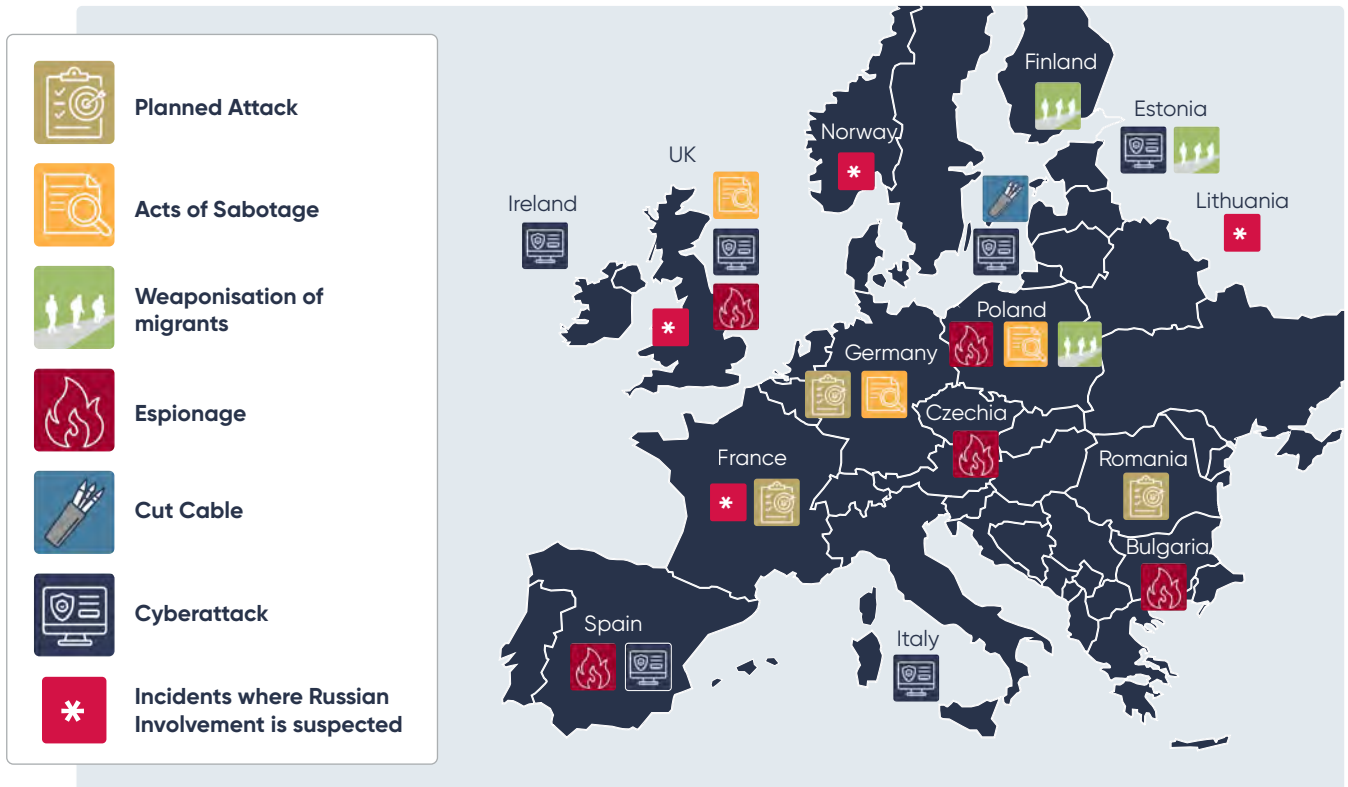 Planned Attack
Acts of Sabotage
Weaponisation of
migrants
Espionage
Cut Cable
Cyberattack
*
Incidents where Russian
Involvement is suspected
Finland
Estonia
Norway
*
UK
Ireland
Lithuania
*
*
Poland
Germany
Czechia
France
*
Romania
Bulgaria
Spain
Italy